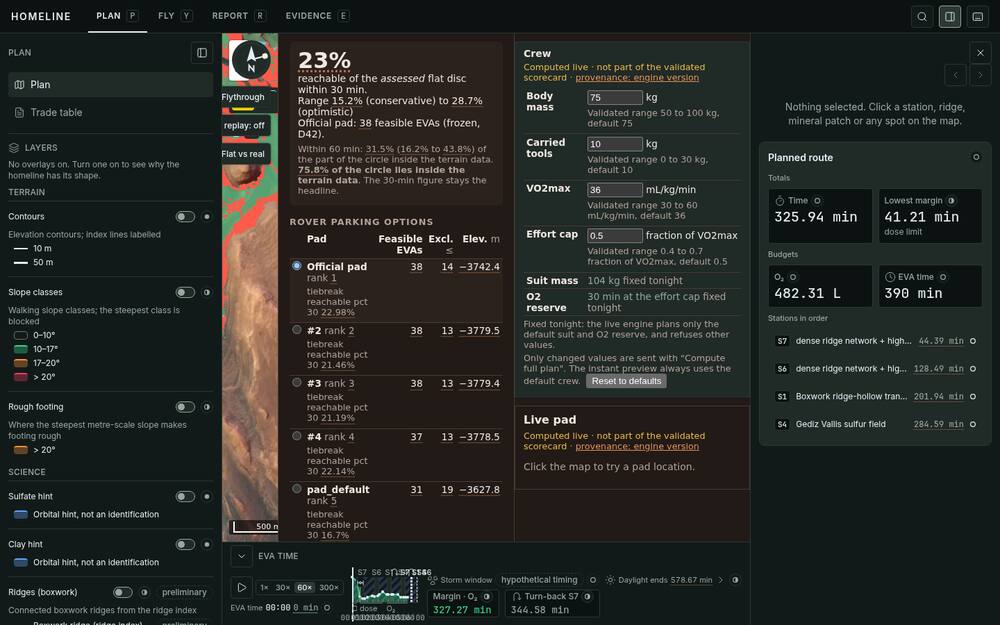 HOMELINE
PLAN P
FLY Y
REPORT R
EVIDENCE E
PLAN
Plan
Trade table
LAYERS
No overlays on. Turn one on to see why the
homeline has its shape.
TERRAIN
Contours
Elevation contours; index lines labelled
10 m
50 m
Slope classes
Walking slope classes; the steepest class is
blocked
0–10°
10–17°
17–20°
> 20°
Rough footing
Where the steepest metre-scale slope makes
footing rough
> 20°
SCIENCE
Sulfate hint
Orbital hint, not an identification
Clay hint
Orbital hint, not an identification
Ridges (boxwork) preliminary
Connected boxwork ridges from the ridge index
N
Flythrough
replay: off
Flat vs real
500 m
23%
reachable of the assessed flat disc
within 30 min.
Range 15.2% (conservative) to 28.7%
(optimistic)
Official pad: 38 feasible EVAs (frozen,
D42).
Within 60 min: 31.5% (16.2% to 43.8%) of
the part of the circle inside the terrain data.
75.8% of the circle lies inside the
terrain data. The 30-min figure stays the
headline.
ROVER PARKING OPTIONS
Pad Feasible EVAs Excl. ≤ Elev. m
Official pad 38 14 −3742.4
rank 1
tiebreak
reachable pct
30 22.98%
#2 rank 2 38 13 −3779.5
tiebreak
reachable pct
30 21.46%
#3 rank 3 38 13 −3779.4
tiebreak
reachable pct
30 21.19%
#4 rank 4 37 13 −3778.5
tiebreak
reachable pct
30 22.14%
pad_default 31 19 −3627.8
rank 5
tiebreak
reachable pct
30 16.7%
Crew
Computed live · not part of the validated
scorecard · provenance: engine version
Body mass 75 kg
Validated range 50 to 100 kg,
default 75
Carried tools 10 kg
Validated range 0 to 30 kg,
default 10
VO2max 36 mL/kg/min
Validated range 30 to 60
mL/kg/min, default 36
Effort cap 0.5 fraction of VO2max
Validated range 0.4 to 0.7
fraction of VO2max, default 0.5
Suit mass 104 kg fixed tonight
O2 reserve 30 min at the effort cap fixed
tonight
Fixed tonight: the live engine plans only the
default suit and O2 reserve, and refuses other
values.
Only changed values are sent with "Compute
full plan". The instant preview always uses the
default crew. Reset to defaults
Live pad
Computed live · not part of the validated
scorecard · provenance: engine version
Click the map to try a pad location.
Nothing selected. Click a station, ridge,
mineral patch or any spot on the map.
Planned route
Totals
Time
325.94 min
Lowest margin
41.21 min
dose limit
Budgets
O₂
482.31 L
EVA time
390 min
Stations in order
S7 dense ridge network + high... 44.39 min
S6 dense ridge network + hig... 128.49 min
S1 Boxwork ridge-hollow tran... 201.94 min
S4 Gediz Vallis sulfur field 284.59 min
EVA TIME
1× 30× 60× 300×
EVA time 00:00 0 min
S7 S6
dose O₂
Storm window hypothetical timing
Daylight ends 578.67 min
Margin · O₂
327.27 min
Turn-back S7
344.58 min